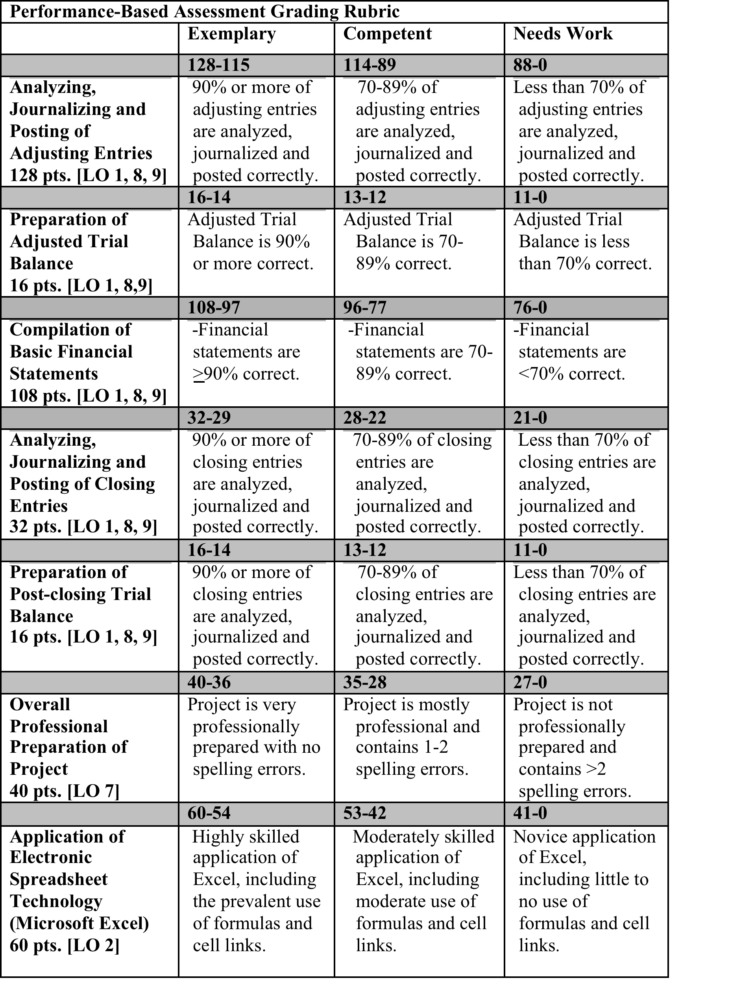 Performance-Based Assessment Grading Rubric
Exemplary
Competent
Needs Work
128-115
114-89
88-0
Analyzing,
Journalizing and
Posting of
Adjusting Entries
128 pts. [LO 1, 8, 9]
90% or more of
adjusting entries
are analyzed,
journalized and
posted correctly.
70-89% of
adjusting entries
are analyzed,
journalized and
posted correctly.
Less than 70% of
adjusting entries
are analyzed,
journalized and
posted correctly.
16-14
13-12
11-0
Preparation of
Adjusted Trial
Balance
16 pts. [LO 1, 8,9]
Adjusted Trial
Balance is 90%
or more correct.
Adjusted Trial
Balance is 70-
89% correct.
Adjusted Trial
Balance is less
than 70% correct.
108-97
96-77
76-0
Compilation of
Basic Financial
Statements
108 pts. [LO 1, 8, 9]
-Financial
statements are
>90% correct.
-Financial
statements are 70-
89% correct.
-Financial
statements are
<70% correct.
32-29
28-22
21-0
Analyzing,
Journalizing and
Posting of Closing
Entries
32 pts. [LO 1, 8, 9]
90% or more of
closing entries
are analyzed,
journalized and
posted correctly.
70-89% of closing
entries are
analyzed,
journalized and
posted correctly.
Less than 70% of
closing entries are
analyzed,
journalized and
posted correctly.
16-14
13-12
11-0
Preparation of
Post-closing Trial
Balance
16 pts. [LO 1, 8, 9]
90% or more of
closing entries
are analyzed,
journalized and
posted correctly.
70-89% of
closing entries are
analyzed,
journalized and
posted correctly.
Less than 70% of
closing entries are
analyzed,
journalized and
posted correctly.
40-36
35-28
27-0
Overall
Professional
Preparation of
Project
40 pts. [LO 7]
Project is very
professionally
prepared with no
spelling errors.
Project is mostly
professional and
contains 1-2
spelling errors.
Project is not
professionally
prepared and
contains >2
spelling errors.
60-54
53-42
41-0
Application of
Electronic
Spreadsheet
Technology
(Microsoft Excel)
60 pts. [LO 2]
Highly skilled
application of
Excel, including
the prevalent use
of formulas and
cell links.
Moderately skilled
application of
Excel, including
moderate use of
formulas and cell
links.
Novice application
of Excel,
including little to
no use of
formulas and cell
links.